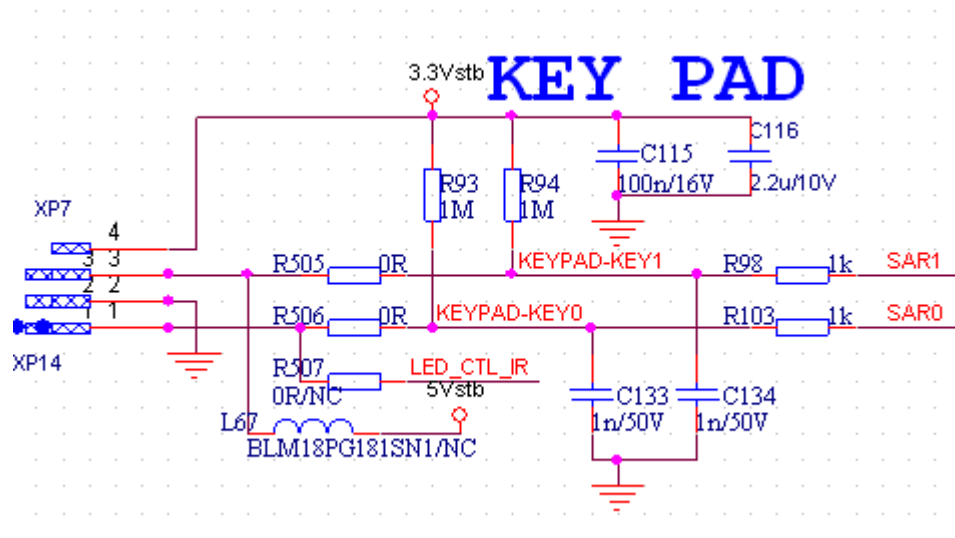 KEY PAD
3.3Vstb
C116
C115
R93
R94
100n/16V
2.2u/10V
1M
1M
XP7
4
3 3
R505
0R
KEYPAD-KEY1
R98
1k
SAR1
2 2
1 1
R506
0R
KEYPAD-KEY0
R103
1k
SAR0
XP14
R507
LED_CTL_IR
0R/NC
5Vstb
C133
C134
L67
1n/50V
1n/50V
BLM18PG181SN1/NC